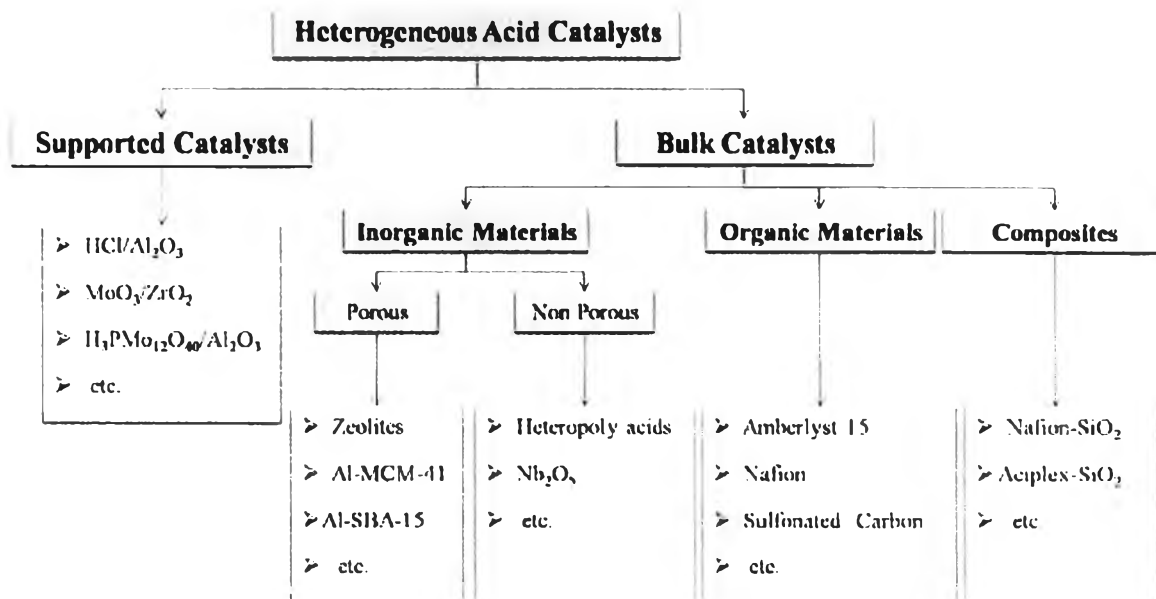 Heterogeneous Acid Catalysts
Supported Catalysts
Bulk Catalysts
➤ HCl/Al₂O₃
➤ MoO₃/ZrO₂
➤ H₃PMo₁₂O₄₀/Al₂O₃
➤ etc.
Inorganic Materials
Organic Materials
Composites
Porous
Non Porous
➤ Zeolites
➤ Al-MCM-41
➤ Al-SBA-15
➤ etc.
➤ Heteropoly acids
➤ Nb₂O₅
➤ etc.
➤ Amberlyst 15
➤ Nafion
➤ Sulfonated Carbon
➤ etc.
➤ Nafion-SiO₂
➤ Aciplex-SiO₂
➤ etc